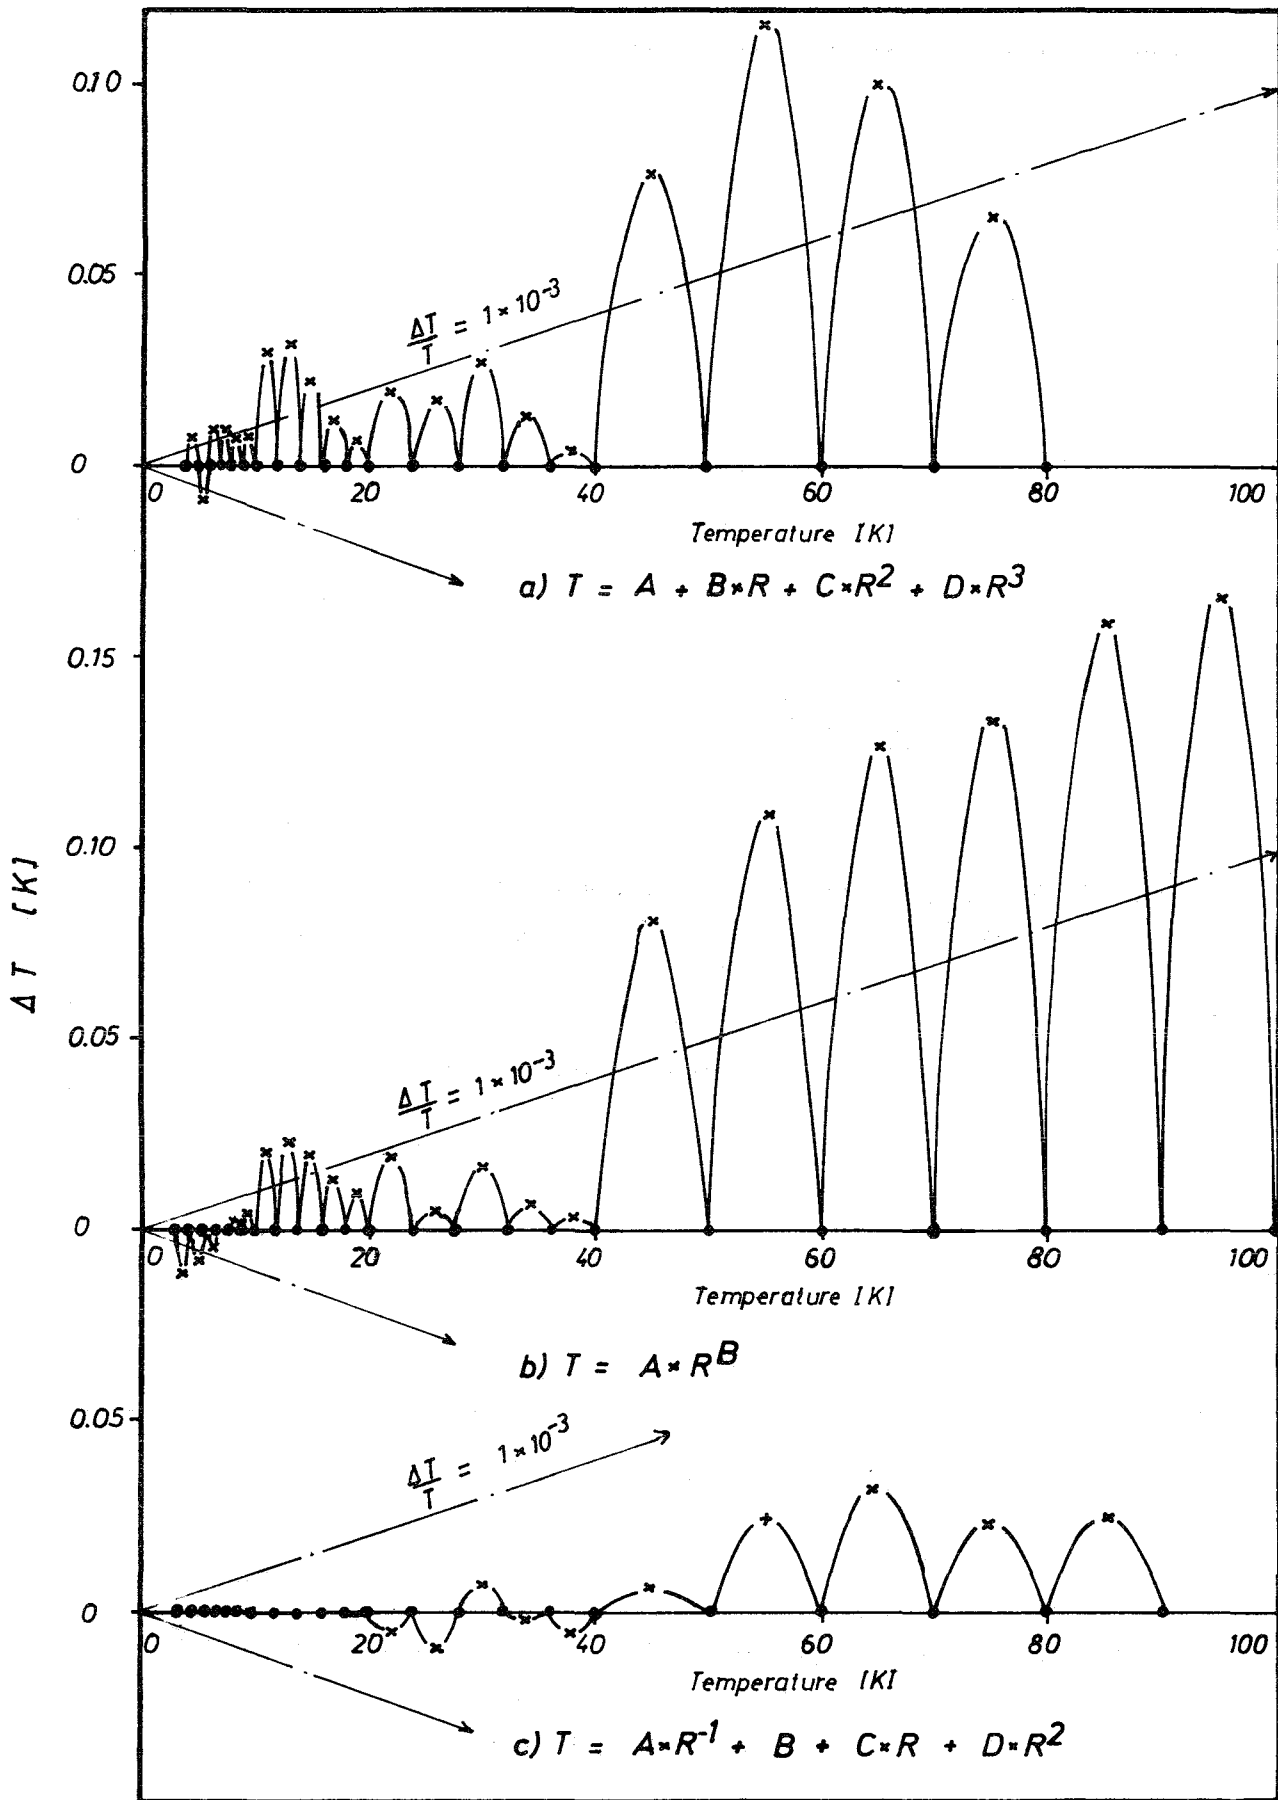 0.10
0.05
0
ΔT/T = 1×10⁻³
0 20 40 60 80 100
Temperature [K]
a) T = A + B×R + C×R² + D×R³
0.15
0.10
0.05
0
ΔT [K]
ΔT/T = 1×10⁻³
0 20 40 60 80 100
Temperature [K]
b) T = A×R^B
0.05
0
ΔT/T = 1×10⁻³
0 20 40 60 80 100
Temperature [K]
c) T = A×R⁻¹ + B + C×R + D×R²